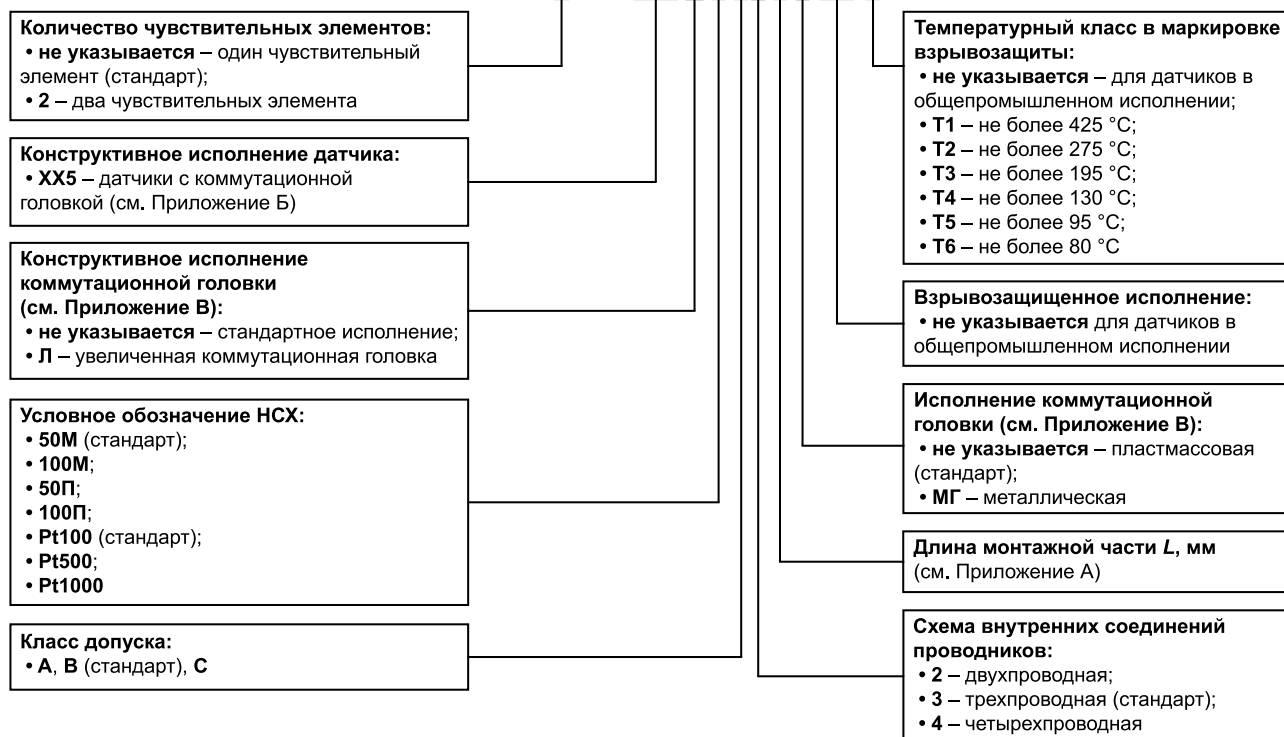 Количество чувствительных элементов:
• не указывается – один чувствительный
элемент (стандарт);
• 2 – два чувствительных элемента
Конструктивное исполнение датчика:
• ХХ5 – датчики с коммутационной
головкой (см. Приложение Б)
Конструктивное исполнение
коммутационной головки
(см. Приложение В):
• не указывается – стандартное исполнение;
• Л – увеличенная коммутационная головка
Условное обозначение НСХ:
• 50М (стандарт);
• 100М;
• 50П;
• 100П;
• Pt100 (стандарт);
• Pt500;
• Pt1000
Класс допуска:
• А, В (стандарт), С
Температурный класс в маркировке
взрывозащиты:
• не указывается – для датчиков в
общепромышленном исполнении;
• Т1 – не более 425 °С;
• Т2 – не более 275 °С;
• Т3 – не более 195 °С;
• Т4 – не более 130 °С;
• Т5 – не более 95 °С;
• Т6 – не более 80 °С
Взрывозащищенное исполнение:
• не указывается для датчиков в
общепромышленном исполнении
Исполнение коммутационной
головки (см. Приложение В):
• не указывается – пластмассовая
(стандарт);
• МГ – металлическая
Длина монтажной части L, мм
(см. Приложение А)
Схема внутренних соединений
проводников:
• 2 – двухпроводная;
• 3 – трехпроводная (стандарт);
• 4 – четырехпроводная